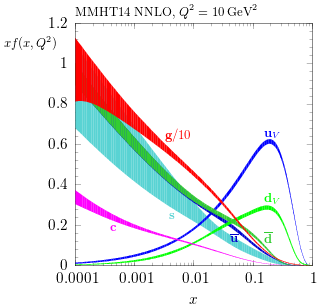 MMHT14 NNLO, Q² = 10 GeV²
xf(x, Q²)
1.2
1
0.8
0.6
0.4
0.2
0
g/10
u_V
d_V
s
c
u̅
d̅
0.0001 0.001 0.01 0.1 1
x